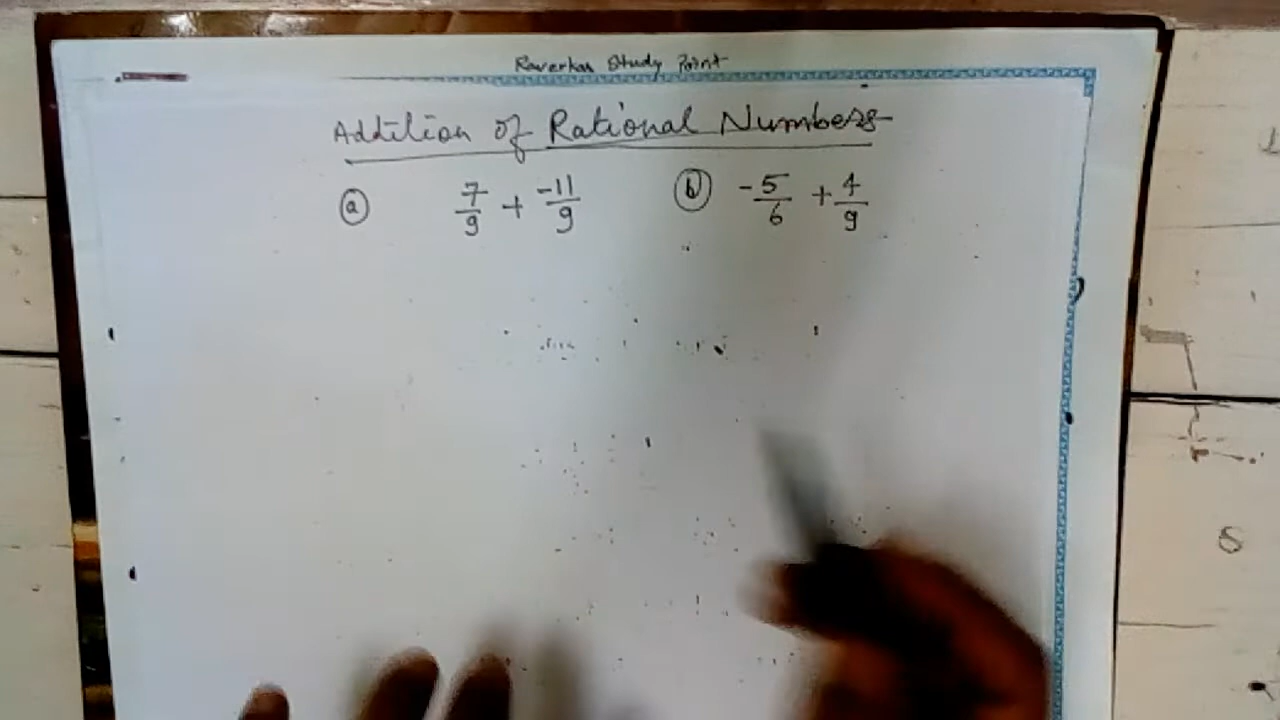 Raverkar Study Point
Addition of Rational Numbers
(a) 7/9 + -11/9 (b) -5/6 + 4/9
S